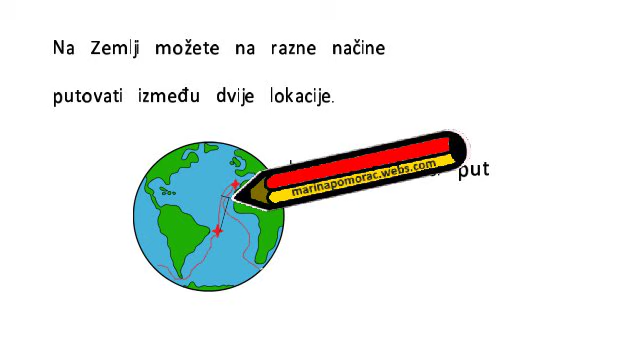 Na Zemlji možete na razne načine
putovati između dvije lokacije.
put
marinapomorac.webs.com